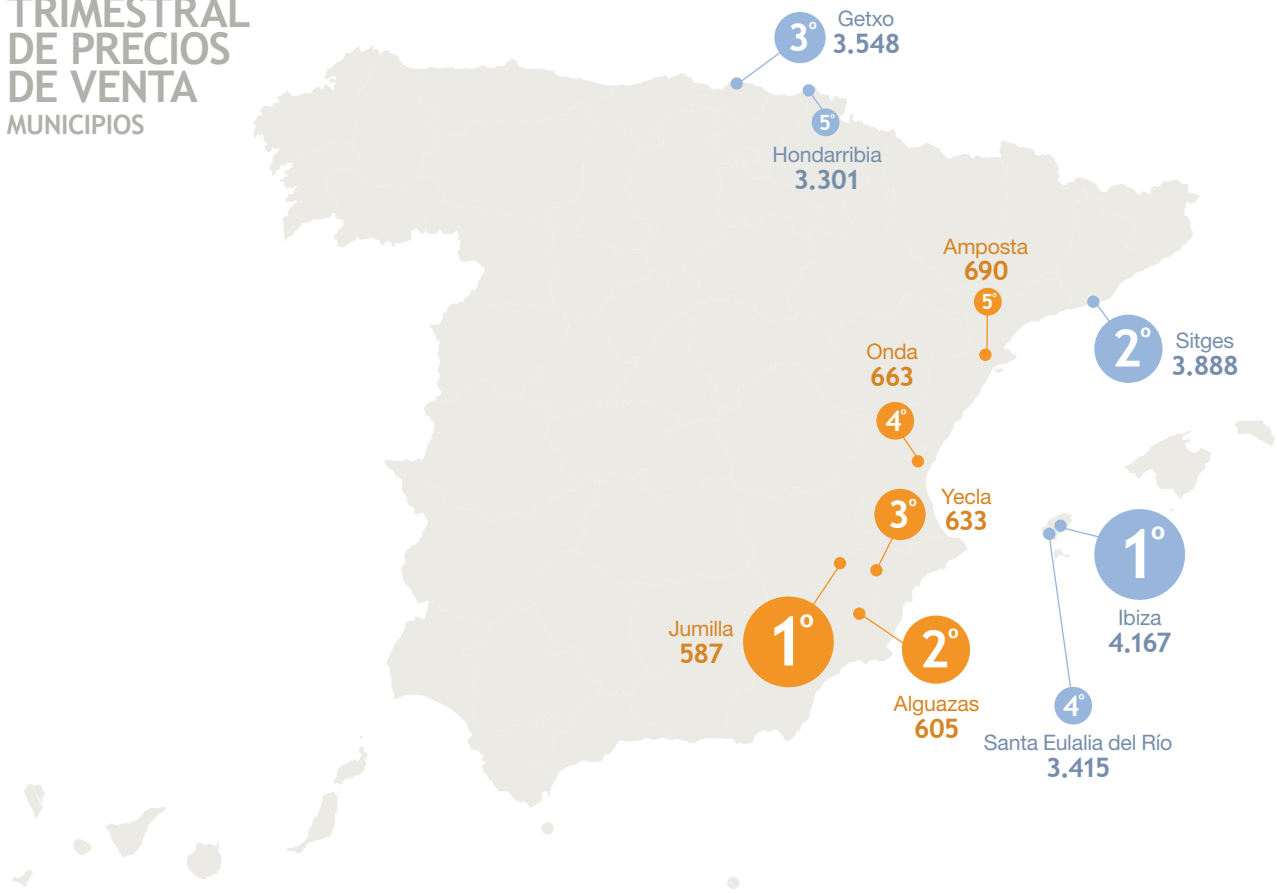 TRIMESTRAL
DE PRECIOS
DE VENTA
MUNICIPIOS
3º
Getxo
3.548
5º
Hondarribia
3.301
Amposta
690
5º
2º
Sitges
3.888
Onda
663
4º
3º
Yecla
633
1º
Ibiza
4.167
Jumilla
587
1º
2º
Alguazas
605
4º
Santa Eulalia del Río
3.415